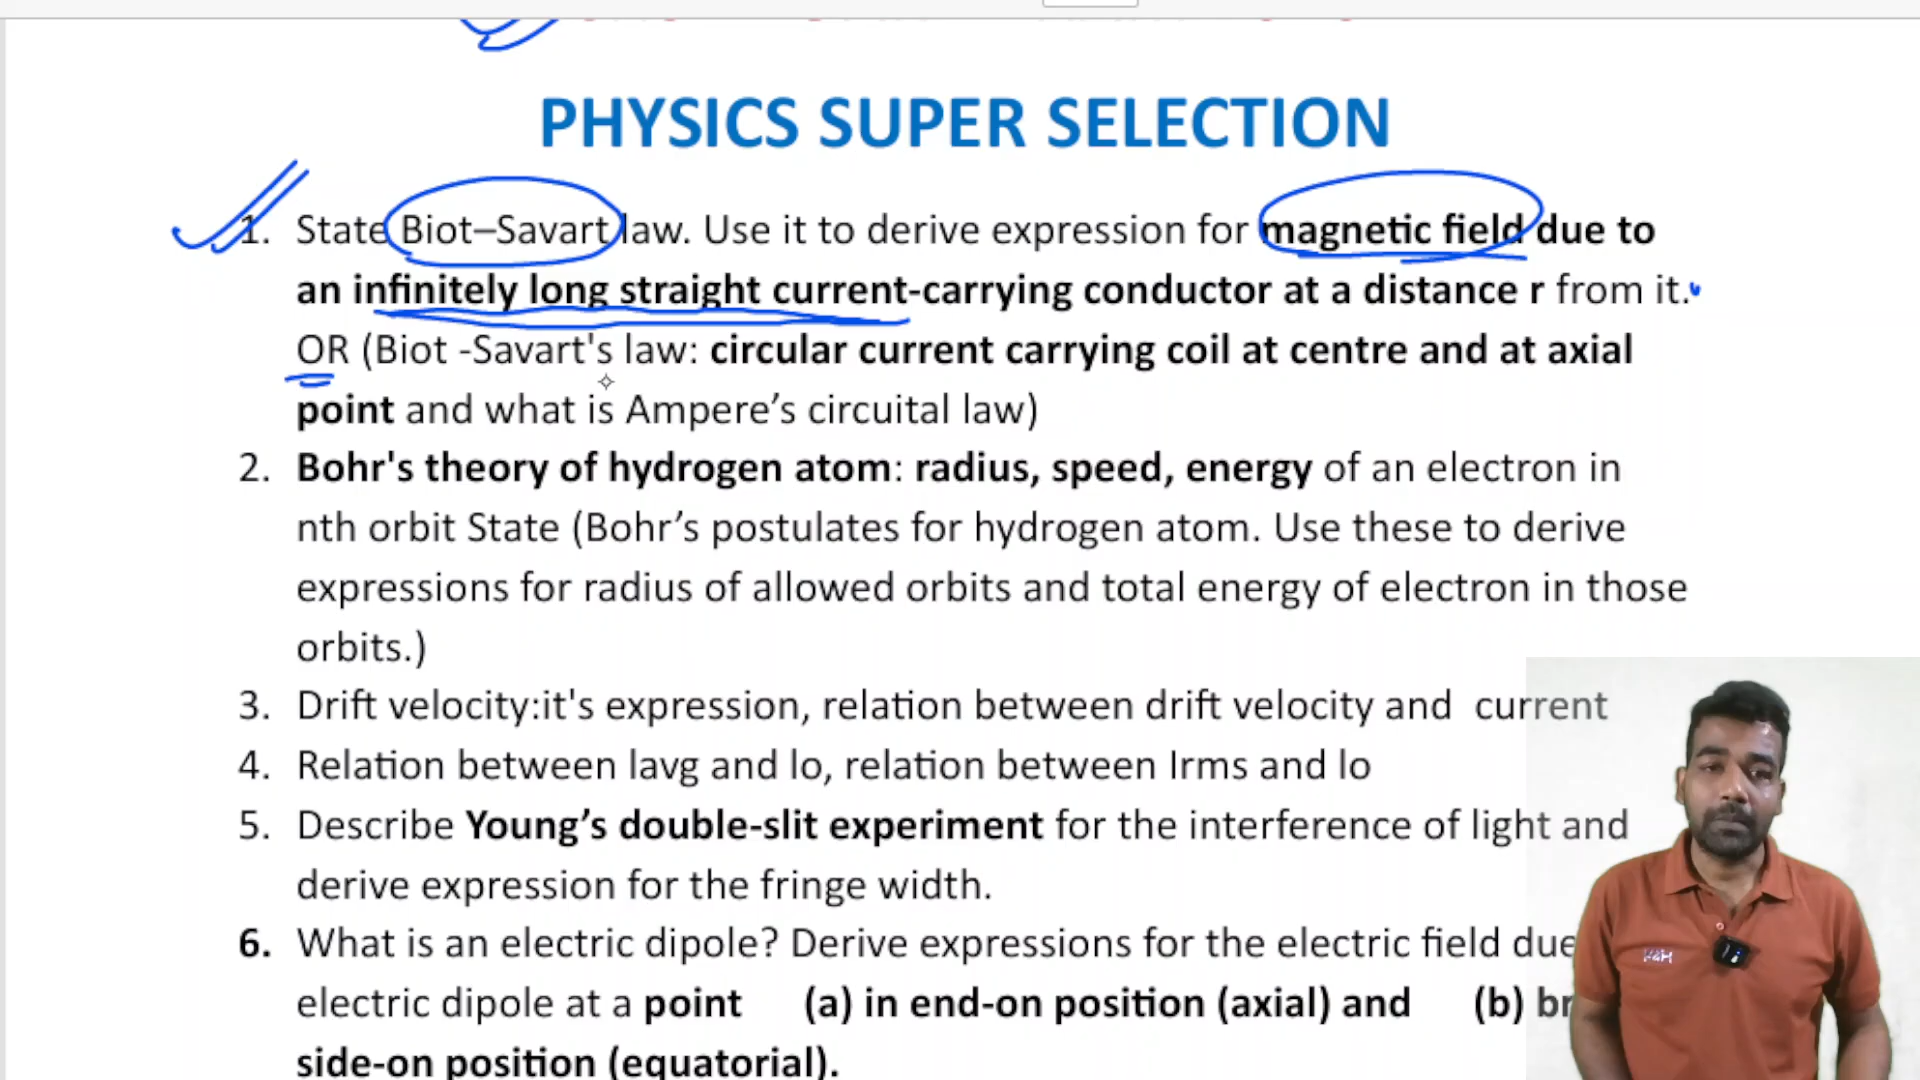 PHYSICS SUPER SELECTION
1. State Biot–Savart law. Use it to derive expression for magnetic field due to
an infinitely long straight current-carrying conductor at a distance r from it.
OR (Biot -Savart's law: circular current carrying coil at centre and at axial
point and what is Ampere’s circuital law)
2. Bohr's theory of hydrogen atom: radius, speed, energy of an electron in
nth orbit State (Bohr’s postulates for hydrogen atom. Use these to derive
expressions for radius of allowed orbits and total energy of electron in those
orbits.)
3. Drift velocity:it's expression, relation between drift velocity and current
4. Relation between Iavg and Io, relation between Irms and Io
5. Describe Young’s double-slit experiment for the interference of light and
derive expression for the fringe width.
6. What is an electric dipole? Derive expressions for the electric field due
electric dipole at a point (a) in end-on position (axial) and (b) br
side-on position (equatorial).